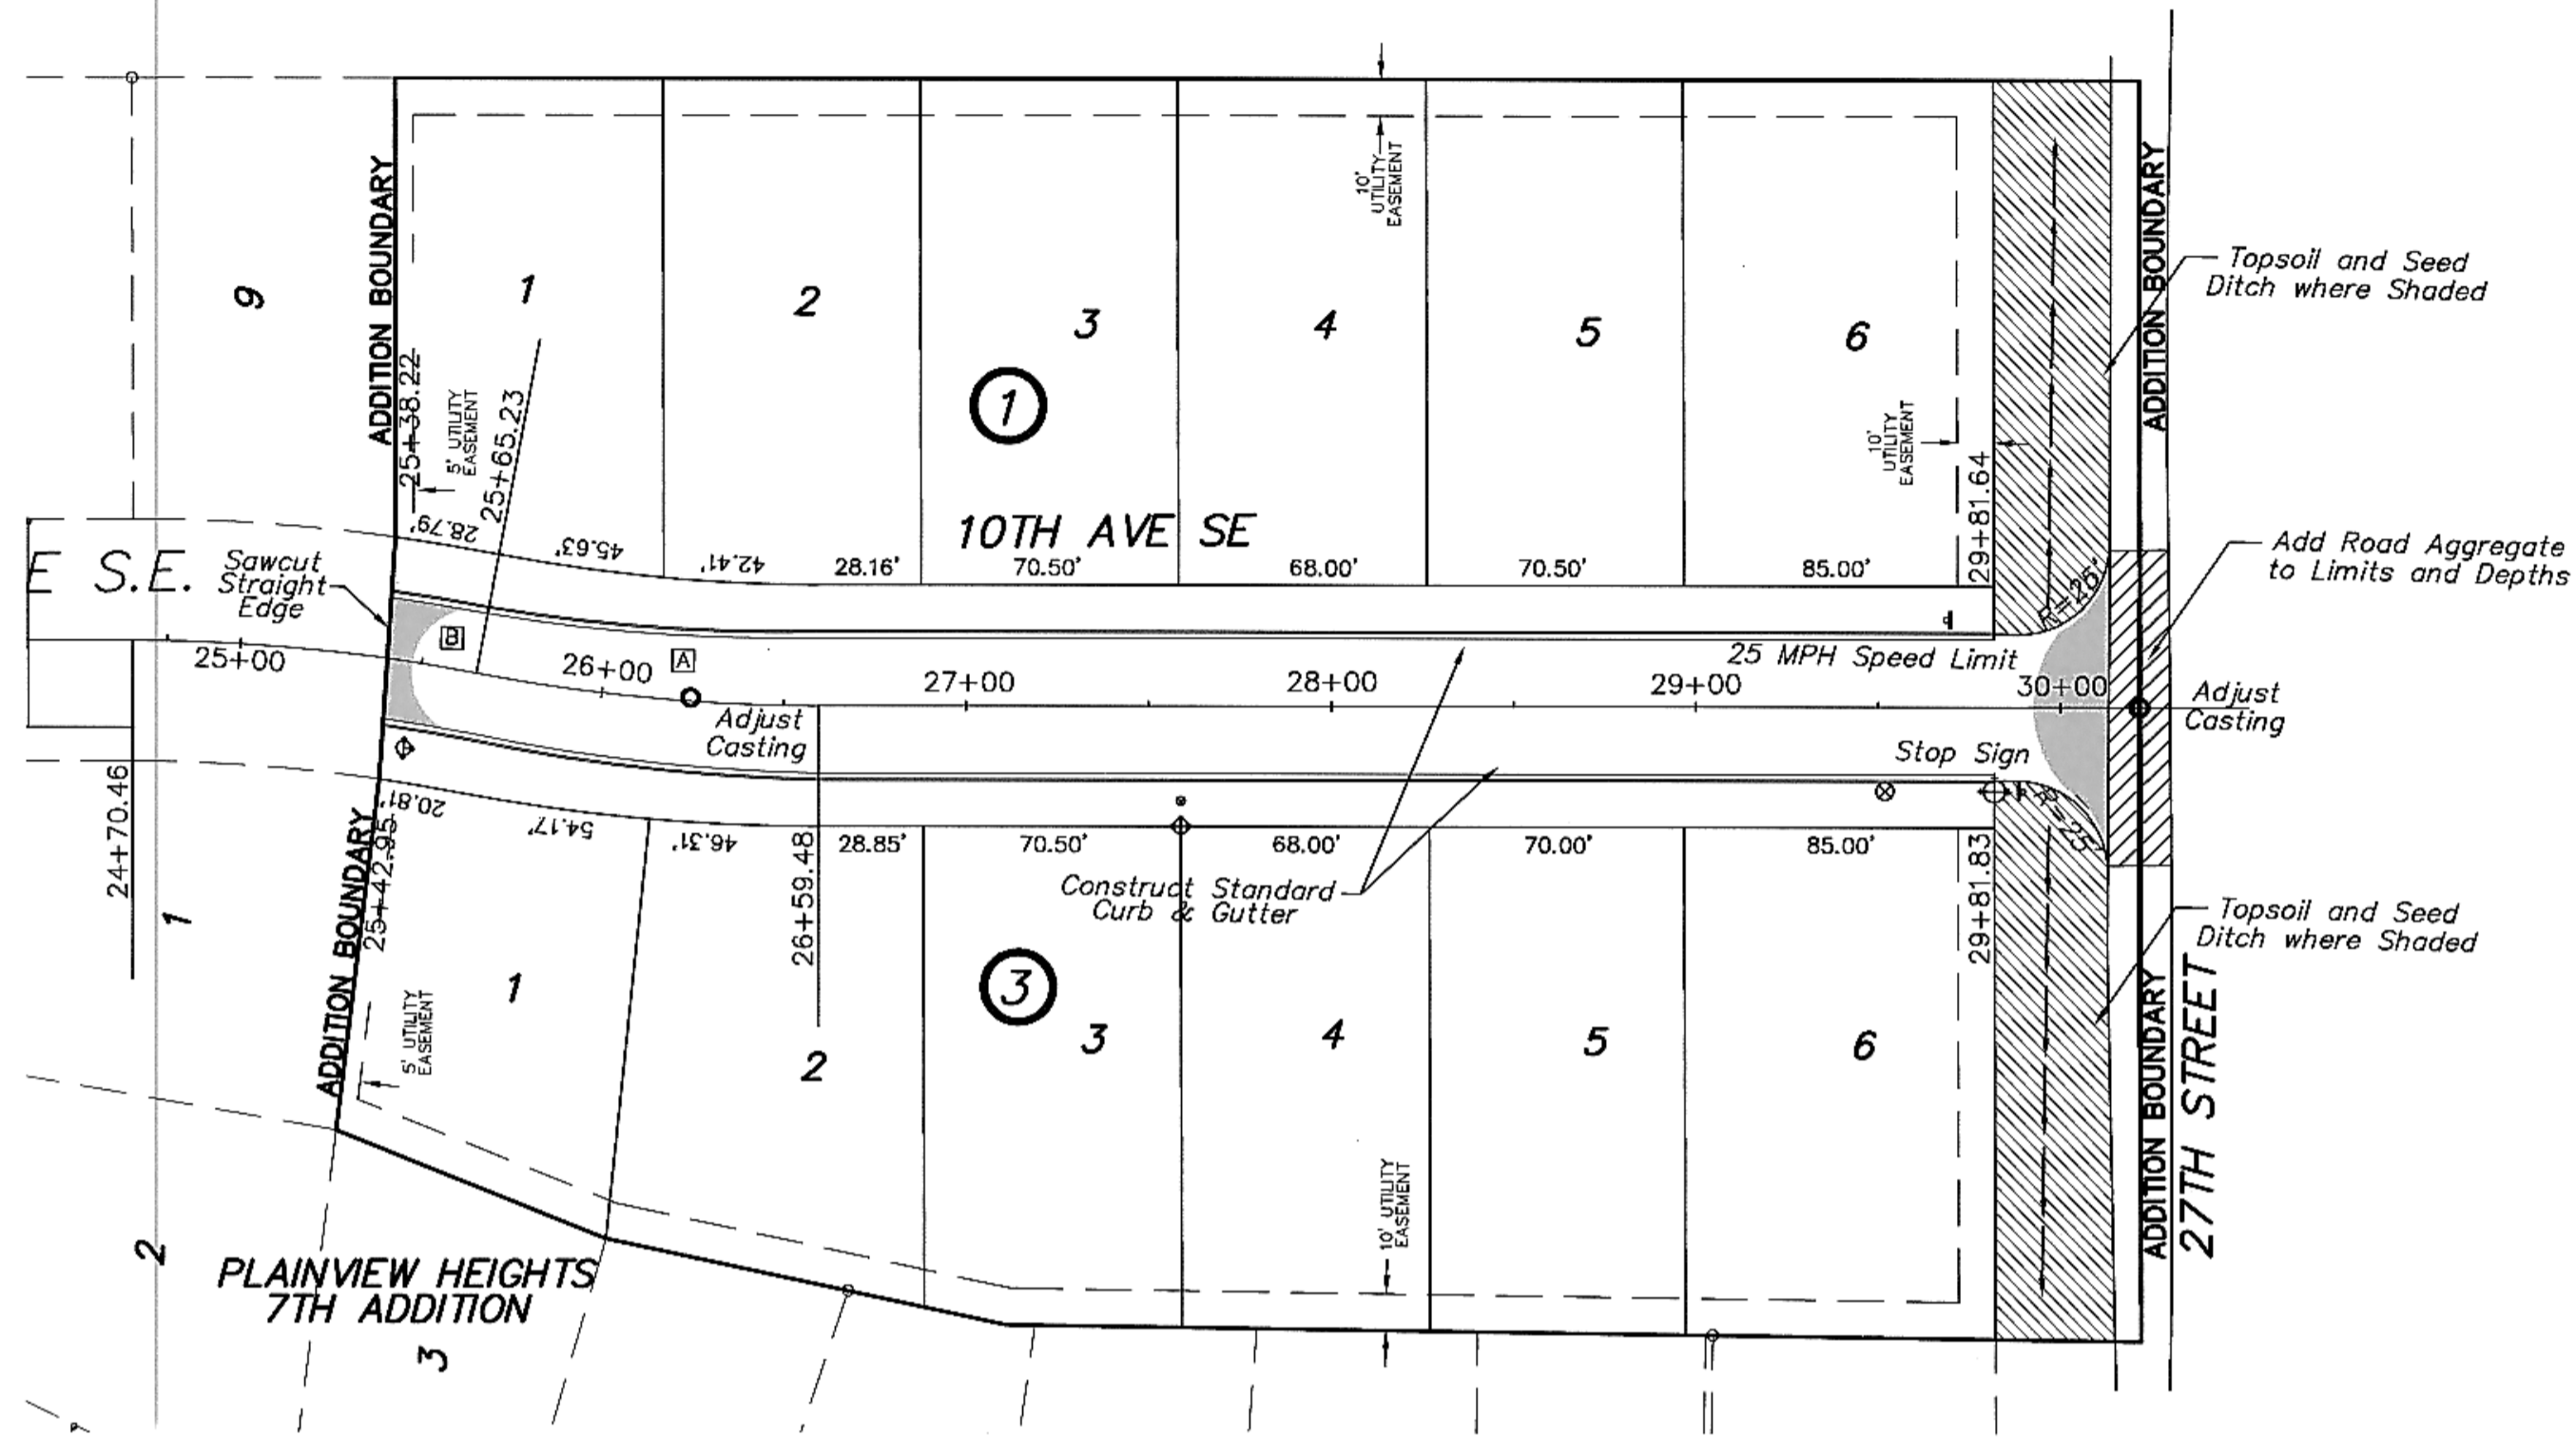 ADDITION BOUNDARY
9
1
2
3
4
5
6
10'
UTILITY
EASEMENT
ADDITION BOUNDARY
Topsoil and Seed
Ditch where Shaded
25+38.22
5' UTILITY
EASEMENT
25+65.23
1
10'
UTILITY
EASEMENT
29+81.64
10TH AVE SE
28.79'
45.63'
42.41'
28.16'
70.50'
68.00'
70.50'
85.00'
E S.E.
Sawcut
Straight
Edge
R=25'
Add Road Aggregate
to Limits and Depths
B
A
25+00
26+00
27+00
28+00
29+00
30+00
25 MPH Speed Limit
Adjust
Casting
Adjust
Casting
Stop Sign
24+70.46
20.81'
54.17'
46.31'
28.85'
70.50'
68.00'
70.00'
85.00'
R=25'
ADDITION BOUNDARY
25+42.95
26+59.48
29+81.83
Construct Standard
Curb & Gutter
Topsoil and Seed
Ditch where Shaded
1
1
2
3
3
4
5
6
5' UTILITY
EASEMENT
10' UTILITY
EASEMENT
ADDITION BOUNDARY
27TH STREET
2
PLAINVIEW HEIGHTS
7TH ADDITION
3